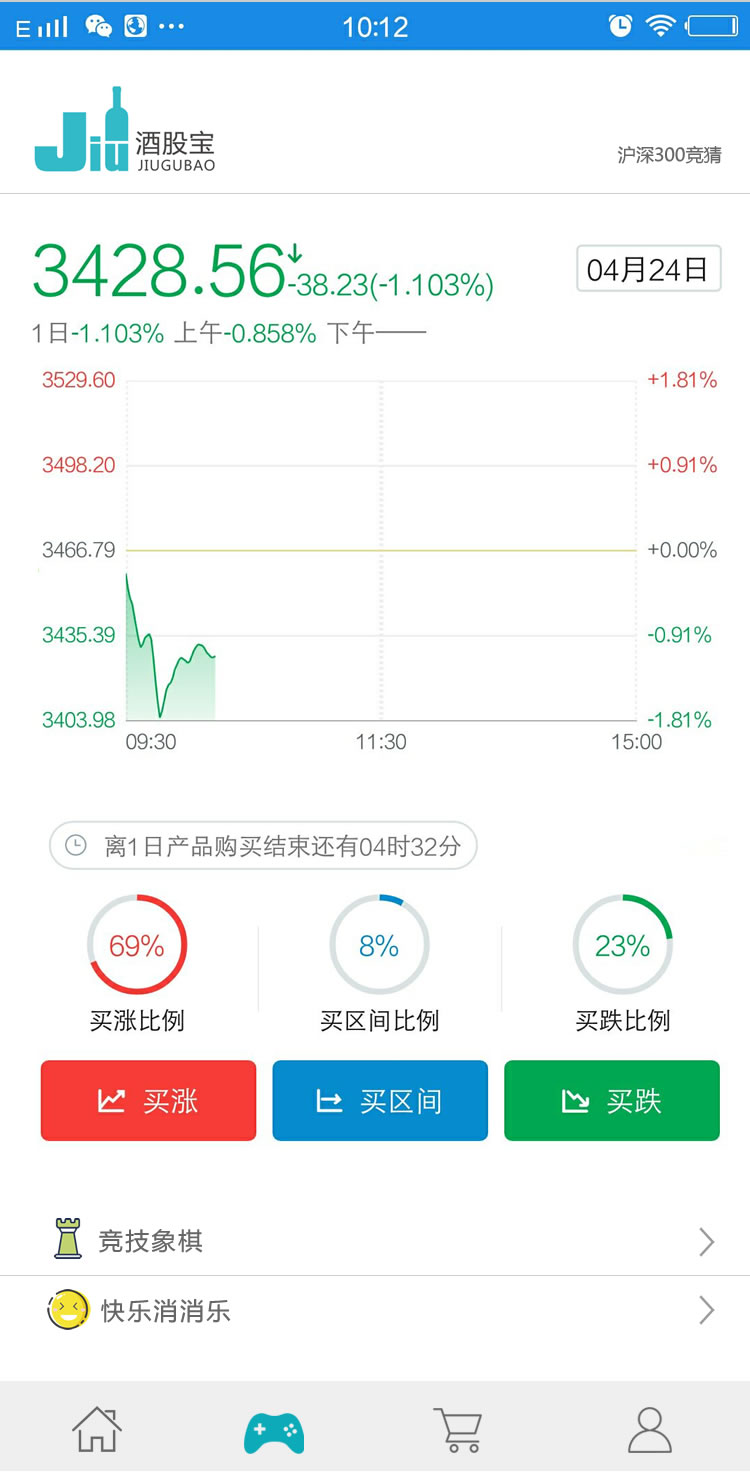 E 10:12
Jiu 酒股宝
JIUGUBAO
沪深300竞猜
3428.56↓-38.23(-1.103%) 04月24日
1日-1.103% 上午-0.858% 下午——
3529.60 +1.81%
3498.20 +0.91%
3466.79 +0.00%
3435.39 -0.91%
3403.98 -1.81%
09:30 11:30 15:00
离1日产品购买结束还有04时32分
69% 8% 23%
买涨比例 买区间比例 买跌比例
买涨 买区间 买跌
竞技象棋
快乐消消乐